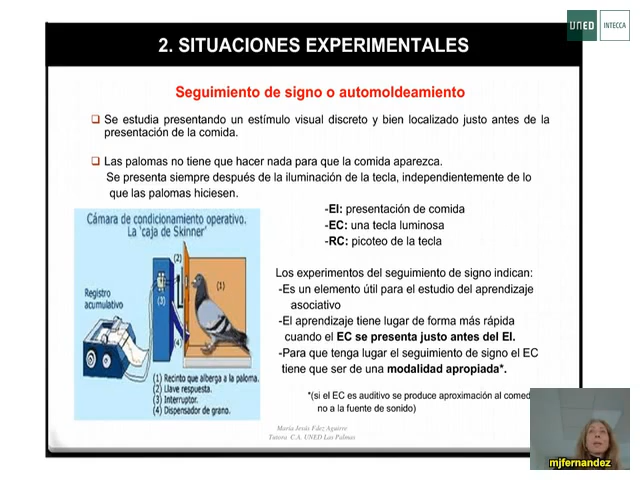 UNED
INTECCA
2. SITUACIONES EXPERIMENTALES
Seguimiento de signo o automoldeamiento
Se estudia presentando un estímulo visual discreto y bien localizado justo antes de la
presentación de la comida.
Las palomas no tiene que hacer nada para que la comida aparezca.
Se presenta siempre después de la iluminación de la tecla, independientemente de lo
que las palomas hiciesen.
-EI: presentación de comida
-EC: una tecla luminosa
-RC: picoteo de la tecla
Cámara de condicionamiento operativo.
La 'caja de Skinner'
(2)
(1)
(3)
(4)
Registro
acumulativo
(1) Recinto que alberga a la paloma.
(2) Llave respuesta.
(3) Interruptor.
(4) Dispensador de grano.
Los experimentos del seguimiento de signo indican:
-Es un elemento útil para el estudio del aprendizaje
asociativo
-El aprendizaje tiene lugar de forma más rápida
cuando el EC se presenta justo antes del EI.
-Para que tenga lugar el seguimiento de signo el EC
tiene que ser de una modalidad apropiada*.
*(si el EC es auditivo se produce aproximación al comed
no a la fuente de sonido)
María Jesús Fdez Aguirre
Tutora C.A. UNED Las Palmas
mjfernandez